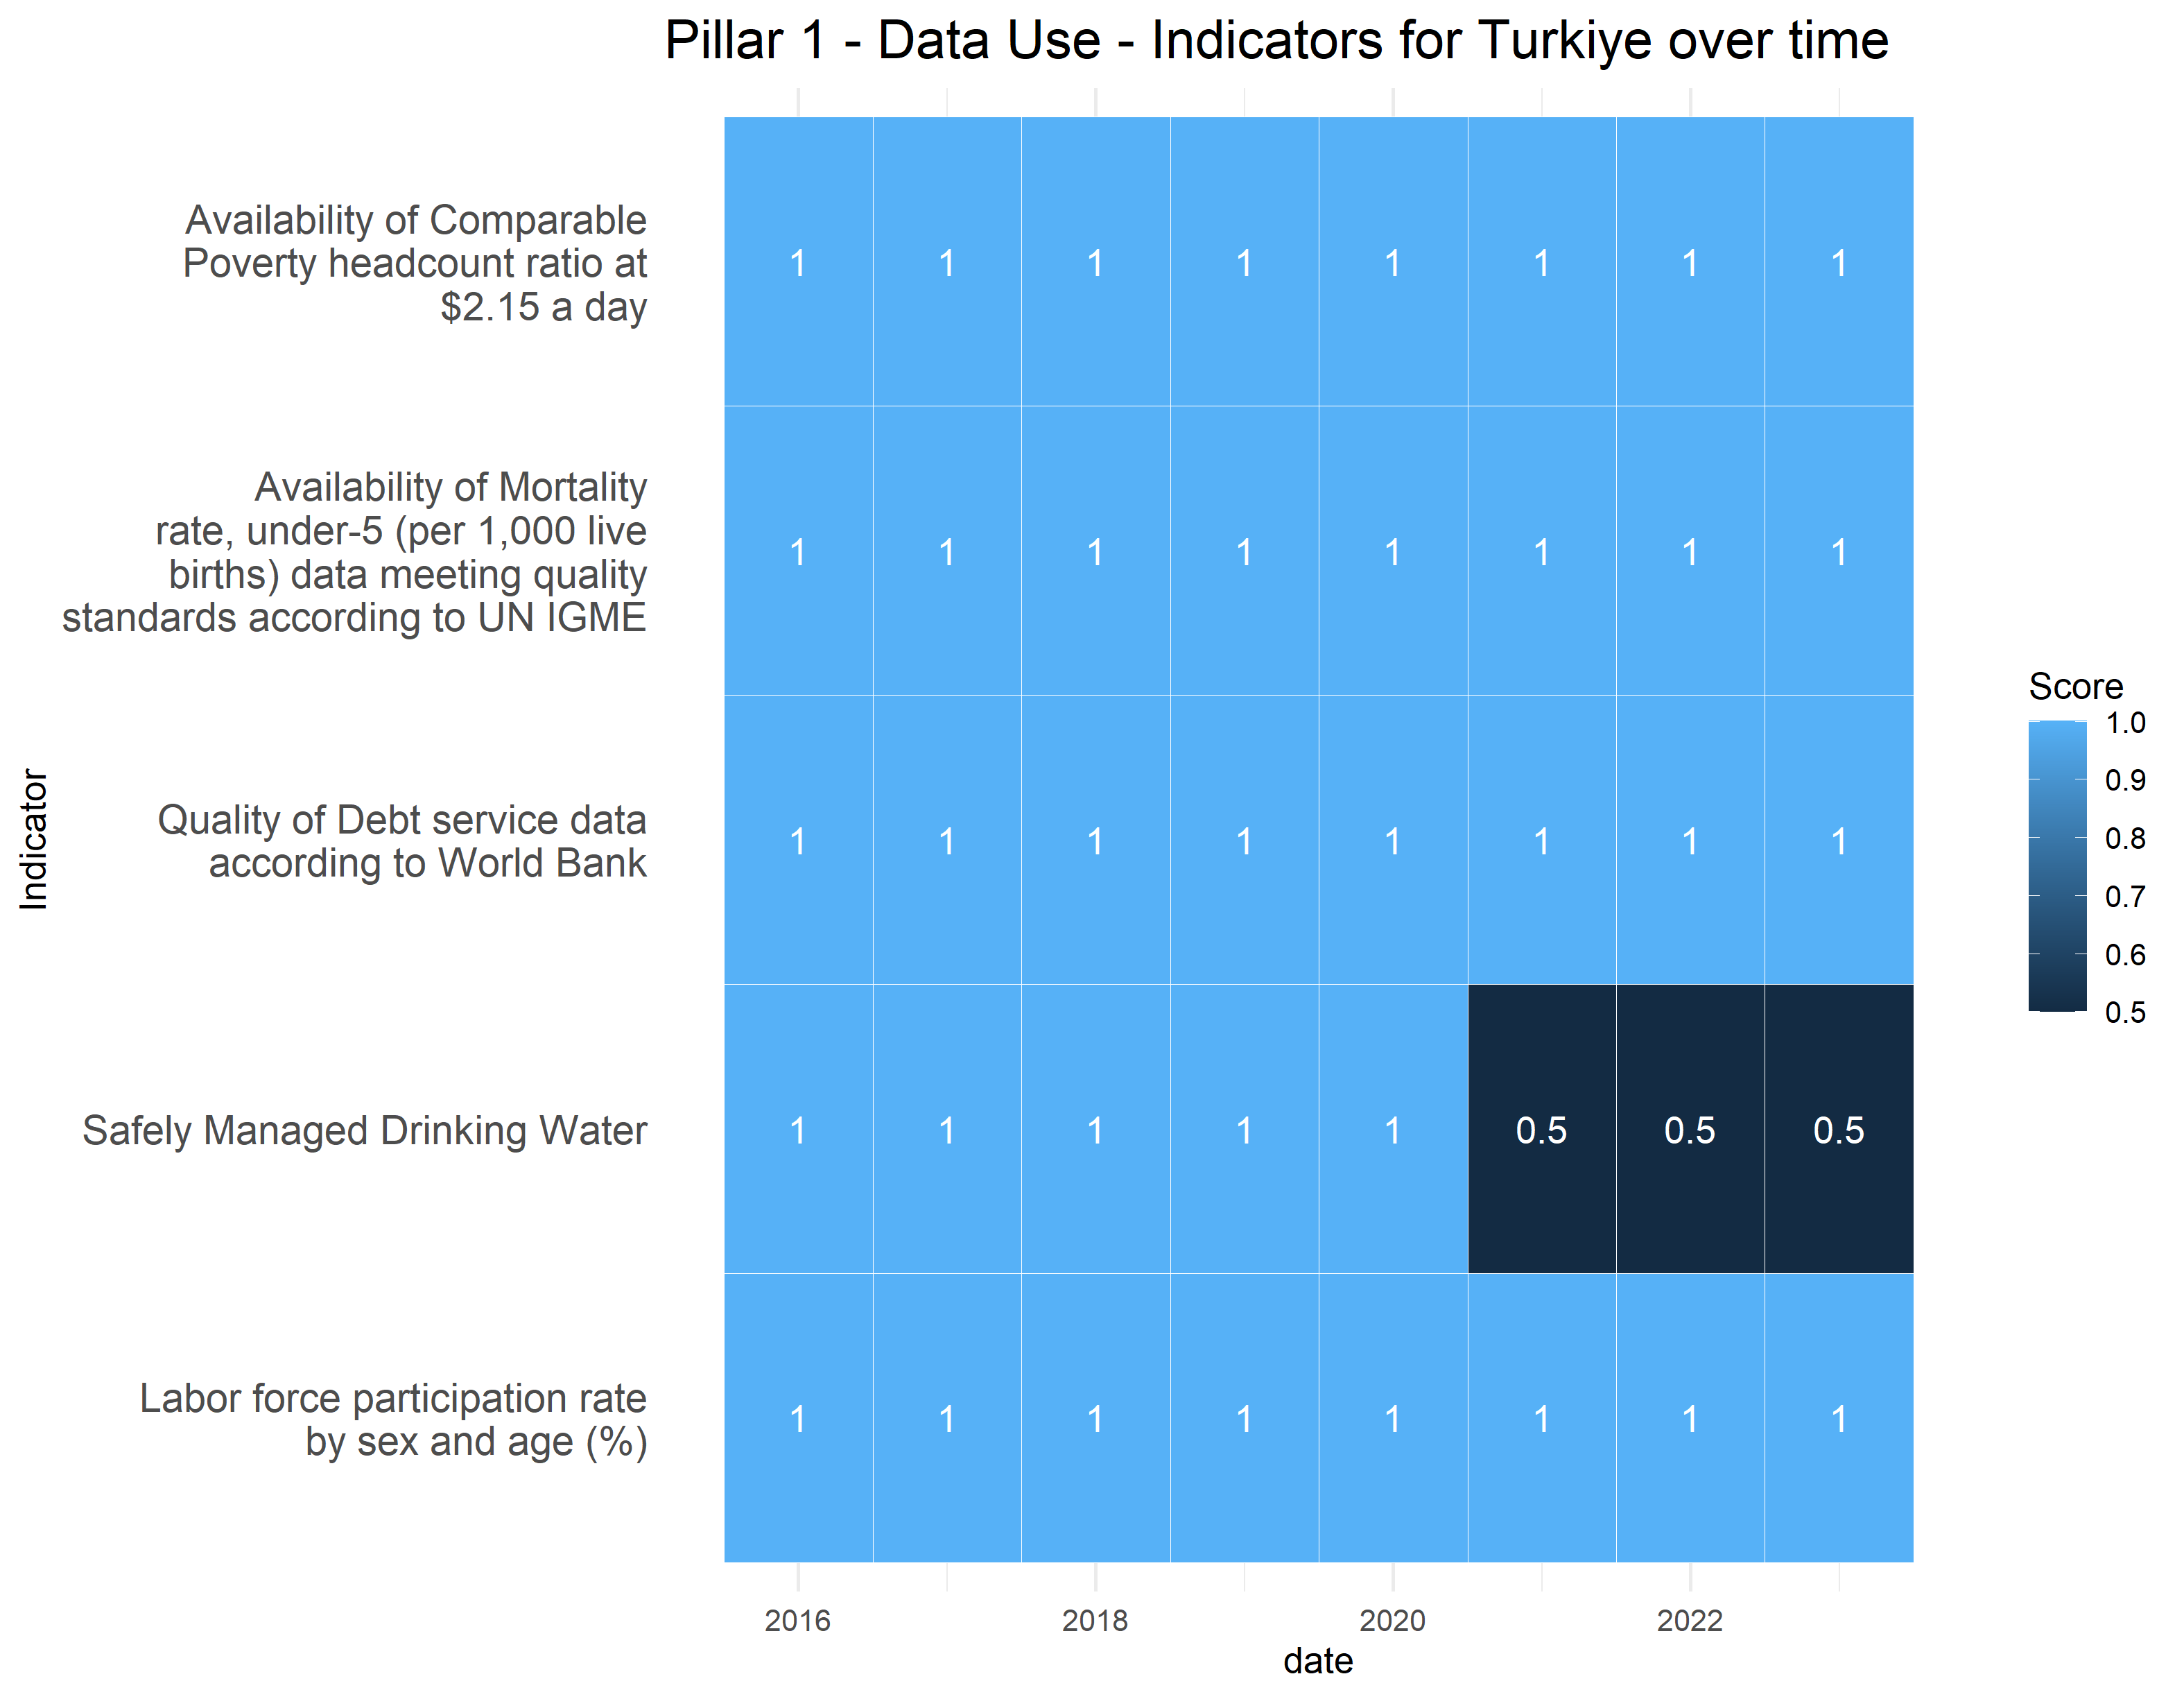 Pillar 1 - Data Use - Indicators for Turkiye over time
Indicator
Availability of Comparable
Poverty headcount ratio at
$2.15 a day
1 1 1 1 1 1 1 1
Availability of Mortality
rate, under-5 (per 1,000 live
births) data meeting quality
standards according to UN IGME
1 1 1 1 1 1 1 1
Quality of Debt service data
according to World Bank
1 1 1 1 1 1 1 1
Safely Managed Drinking Water
1 1 1 1 1 0.5 0.5 0.5
Labor force participation rate
by sex and age (%)
1 1 1 1 1 1 1 1
2016 2018 2020 2022
date
Score
1.0
0.9
0.8
0.7
0.6
0.5